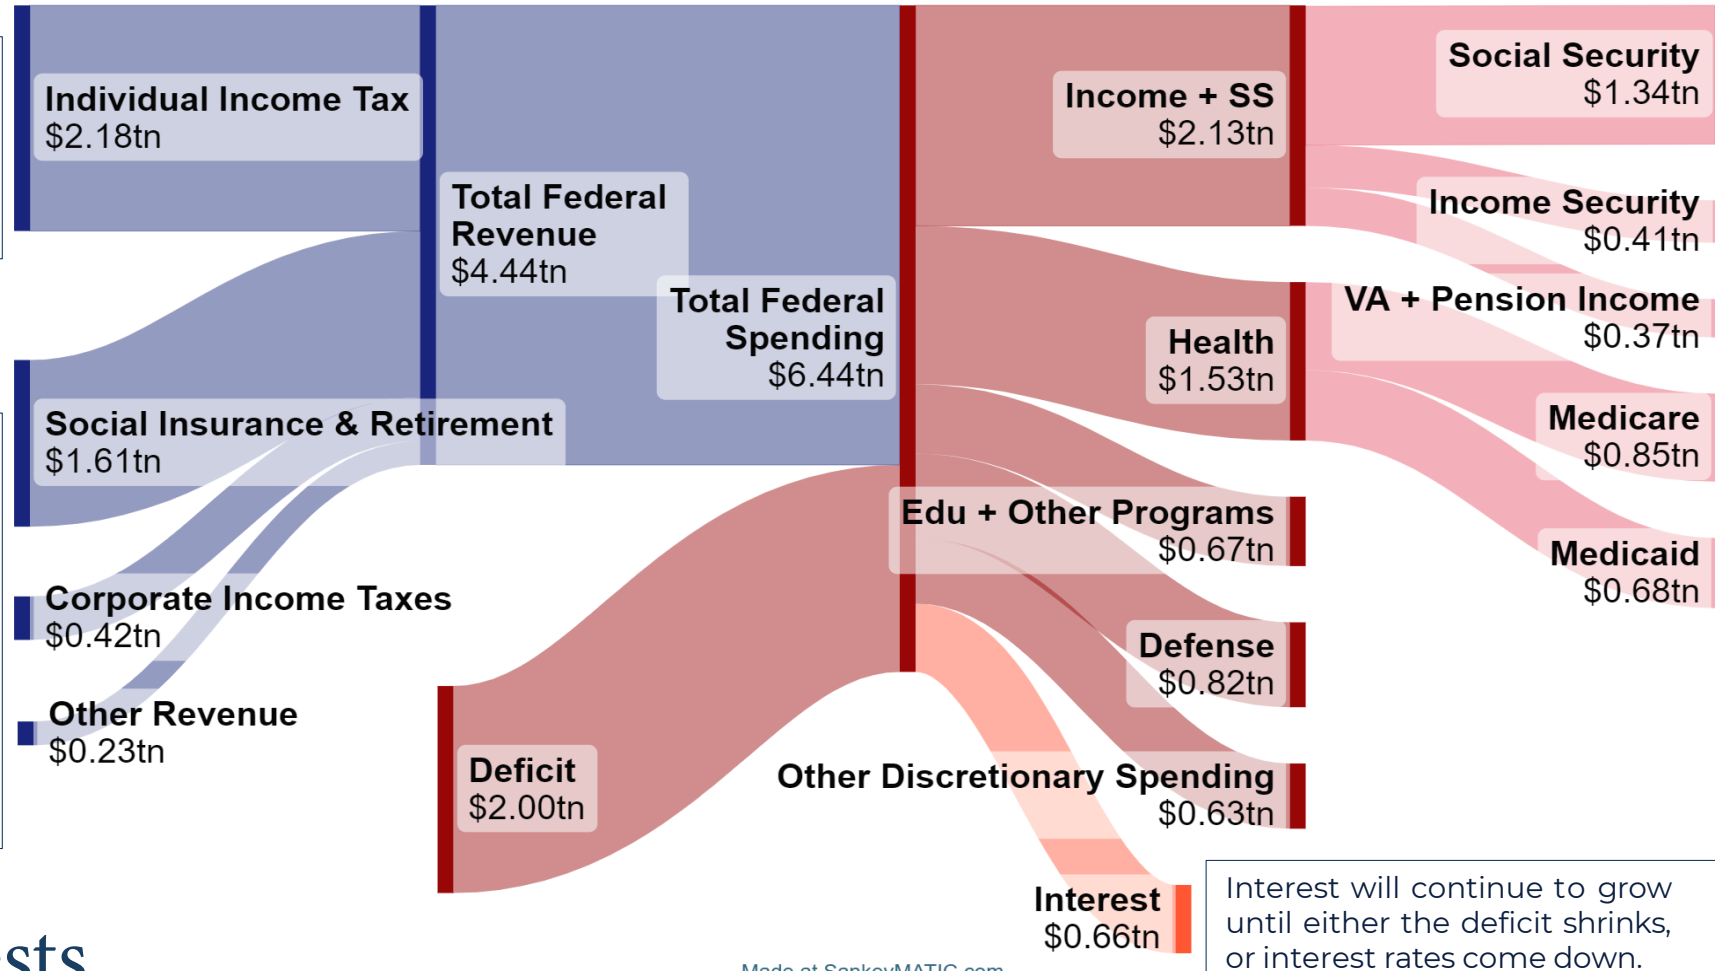 Individual Income Tax
$2.18tn
Social Insurance & Retirement
$1.61tn
Corporate Income Taxes
$0.42tn
Other Revenue
$0.23tn
Total Federal
Revenue
$4.44tn
Deficit
$2.00tn
Total Federal
Spending
$6.44tn
Income + SS
$2.13tn
Health
$1.53tn
Edu + Other Programs
$0.67tn
Defense
$0.82tn
Other Discretionary Spending
$0.63tn
Interest
$0.66tn
Social Security
$1.34tn
Income Security
$0.41tn
VA + Pension Income
$0.37tn
Medicare
$0.85tn
Medicaid
$0.68tn
Interest will continue to grow
until either the deficit shrinks,
or interest rates come down.
Made at SankeyMATIC.com